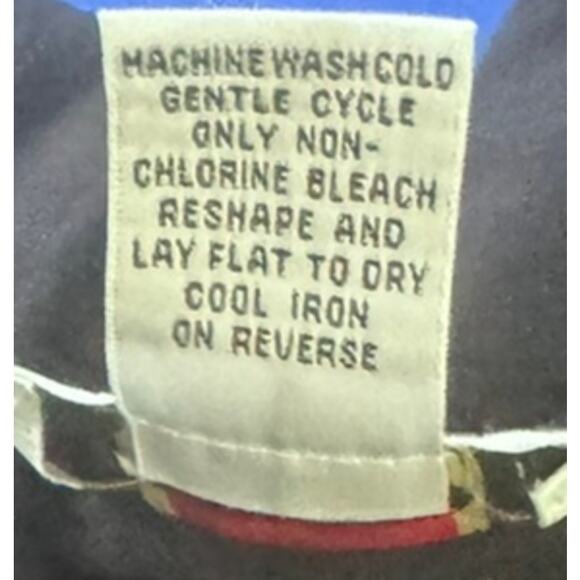 MACHINE WASH COLD
GENTLE CYCLE
ONLY NON-
CHLORINE BLEACH
RESHAPE AND
LAY FLAT TO DRY
COOL IRON
ON REVERSE